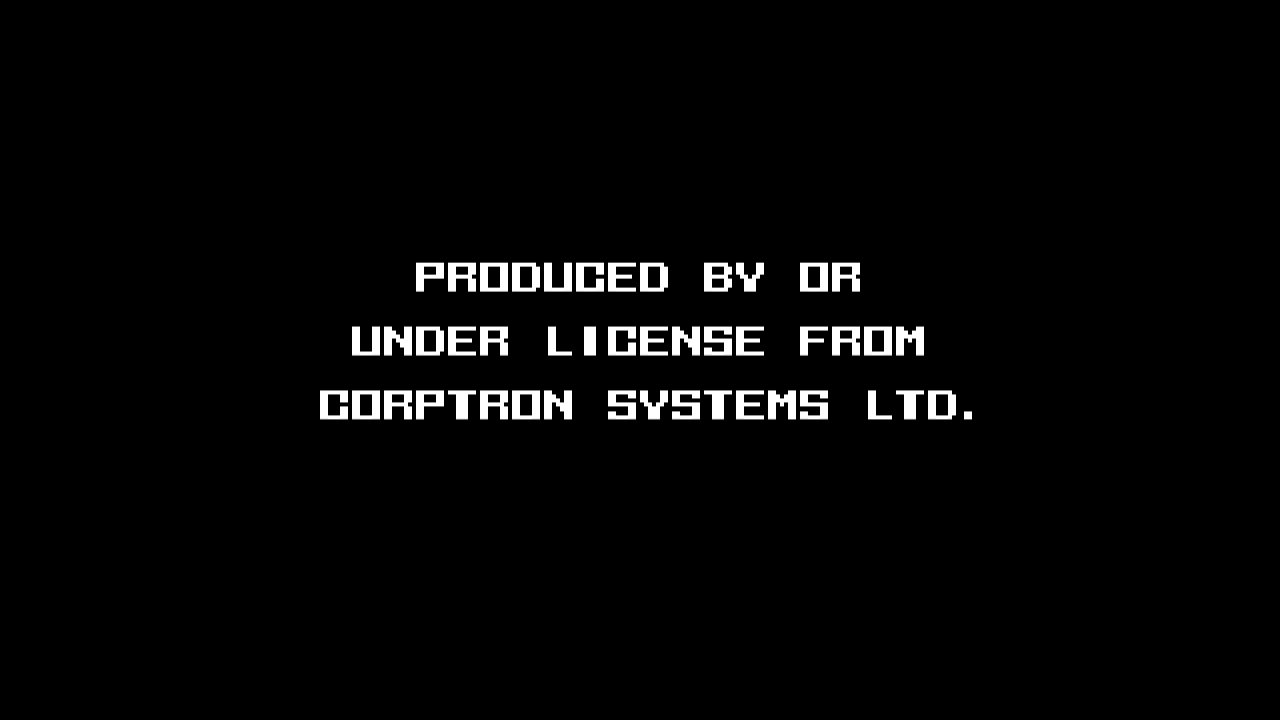 PRODUCED BY OR
UNDER LICENSE FROM
CORPTRON SYSTEMS LTD.